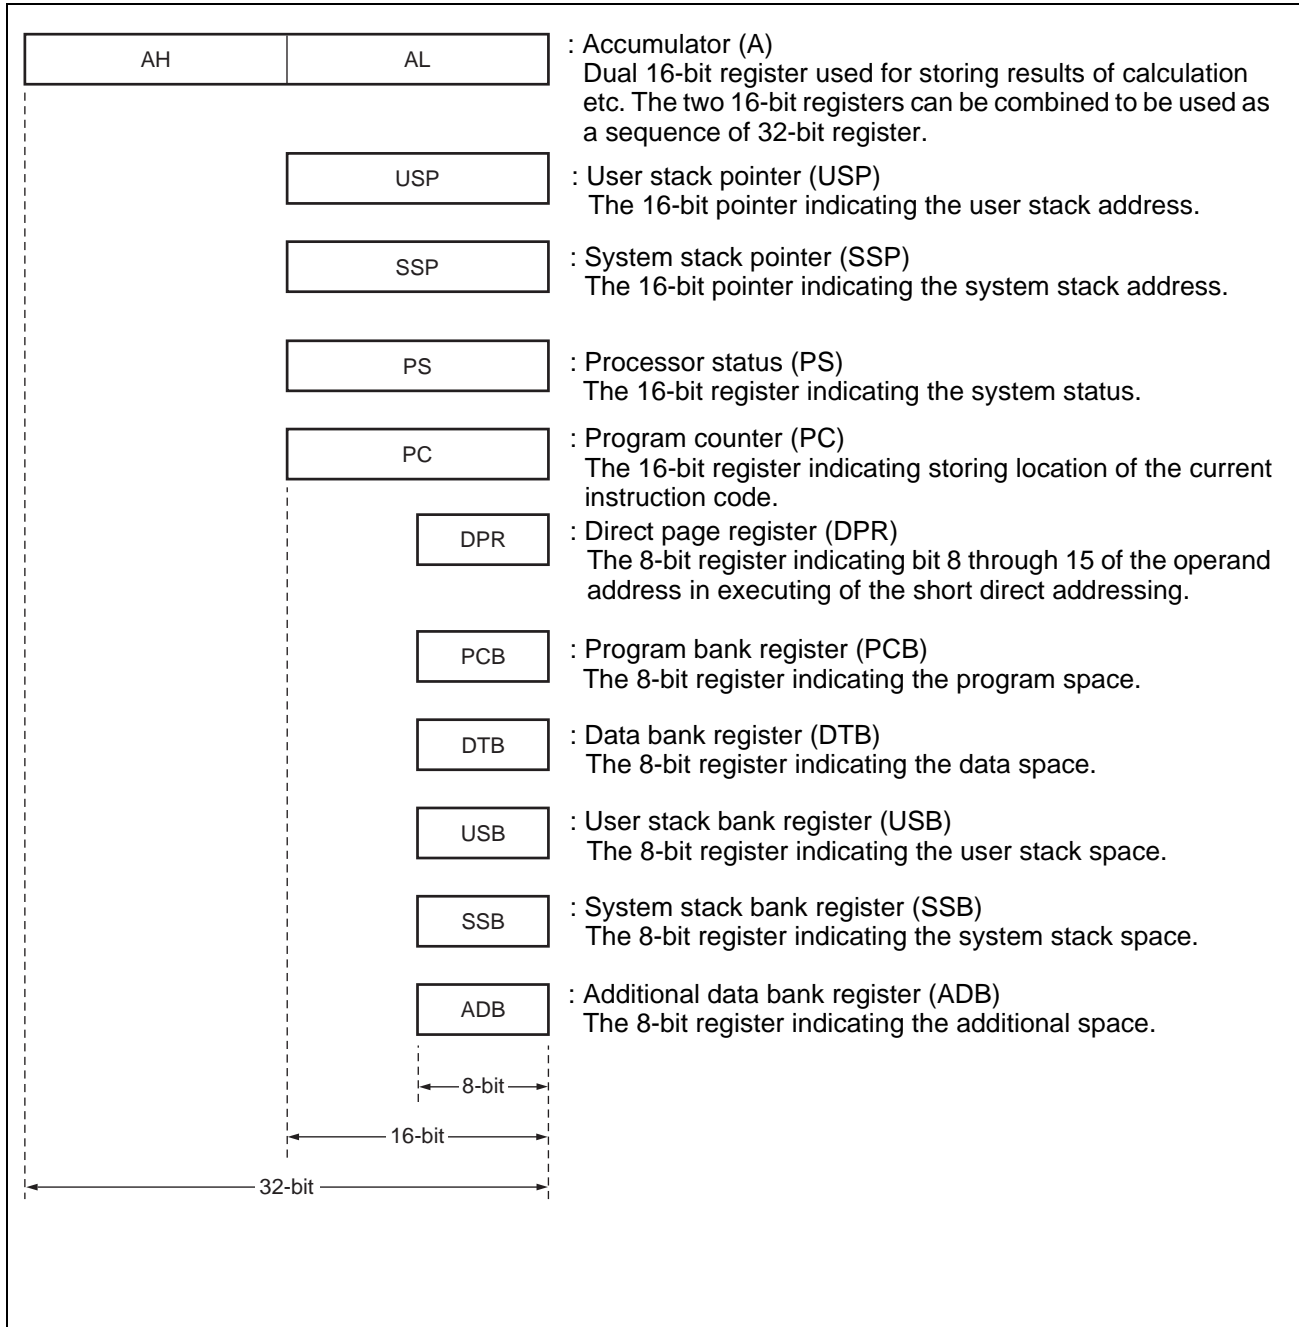 AH
AL
: Accumulator (A)
Dual 16-bit register used for storing results of calculation
etc. The two 16-bit registers can be combined to be used as
a sequence of 32-bit register.
USP
: User stack pointer (USP)
The 16-bit pointer indicating the user stack address.
SSP
: System stack pointer (SSP)
The 16-bit pointer indicating the system stack address.
PS
: Processor status (PS)
The 16-bit register indicating the system status.
PC
: Program counter (PC)
The 16-bit register indicating storing location of the current
instruction code.
DPR
: Direct page register (DPR)
The 8-bit register indicating bit 8 through 15 of the operand
address in executing of the short direct addressing.
PCB
: Program bank register (PCB)
The 8-bit register indicating the program space.
DTB
: Data bank register (DTB)
The 8-bit register indicating the data space.
USB
: User stack bank register (USB)
The 8-bit register indicating the user stack space.
SSB
: System stack bank register (SSB)
The 8-bit register indicating the system stack space.
ADB
: Additional data bank register (ADB)
The 8-bit register indicating the additional space.
8-bit
16-bit
32-bit